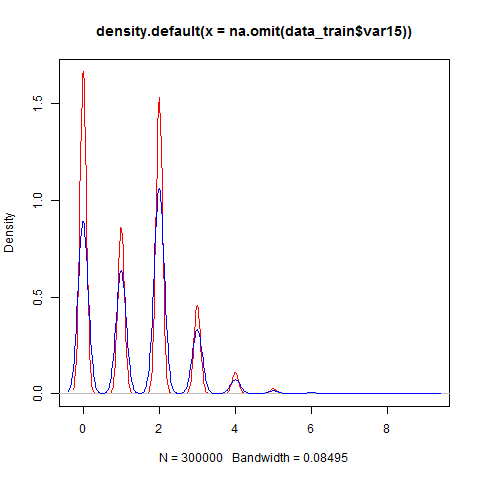 density.default(x = na.omit(data_train$var15))
Density
1.5
1.0
0.5
0.0
0 2 4 6 8
N = 300000 Bandwidth = 0.08495